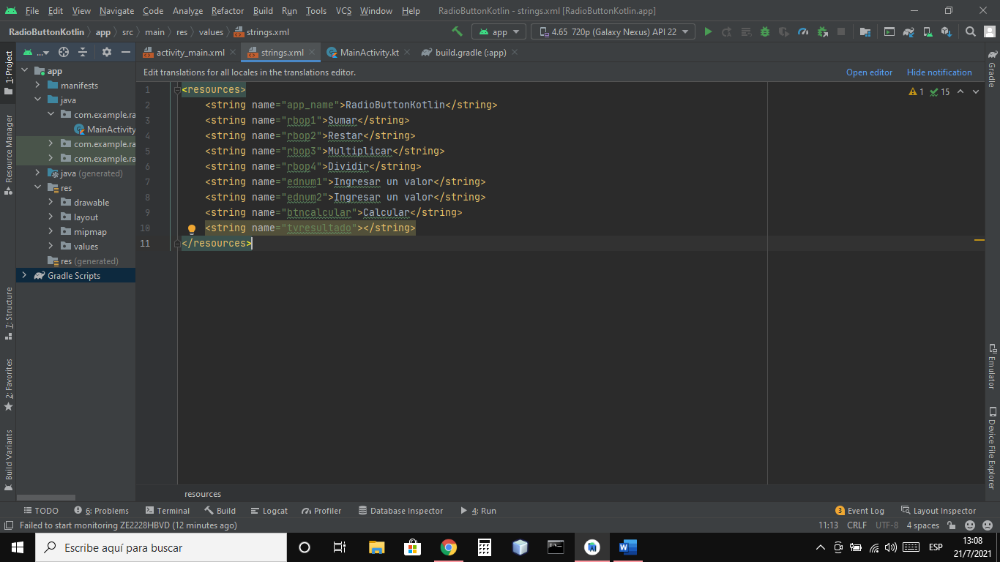 File Edit View Navigate Code Analyze Refactor Build Run Tools VCS Window Help RadioButtonKotlin - strings.xml [RadioButtonKotlin.app]
RadioButtonKotlin app src main res values strings.xml app 4.65 720p (Galaxy Nexus) API 22
... activity_main.xml strings.xml MainActivity.kt build.gradle (:app)
Edit translations for all locales in the translations editor. Open editor Hide notification
1: Project
Resource Manager
7: Structure
2: Favorites
Build Variants
app
manifests
java
com.example.ra
MainActivity
com.example.ra
com.example.ra
java (generated)
res
drawable
layout
mipmap
values
res (generated)
Gradle Scripts
1 <resources>
2 <string name="app_name">RadioButtonKotlin</string>
3 <string name="rbop1">Sumar</string>
4 <string name="rbop2">Restar</string>
5 <string name="rbop3">Multiplicar</string>
6 <string name="rbop4">Dividir</string>
7 <string name="ednum1">Ingresar un valor</string>
8 <string name="ednum2">Ingresar un valor</string>
9 <string name="btncalcular">Calcular</string>
10 <string name="tvresultado"></string>
11 </resources>
1 15
Gradle
Emulator
Device File Explorer
resources
TODO 6: Problems Terminal Build Logcat Profiler Database Inspector 4: Run 3 Event Log Layout Inspector
Failed to start monitoring ZE2228HBVD (12 minutes ago) 11:13 CRLF UTF-8 4 spaces
Escribe aquí para buscar
ESP
13:08
21/7/2021